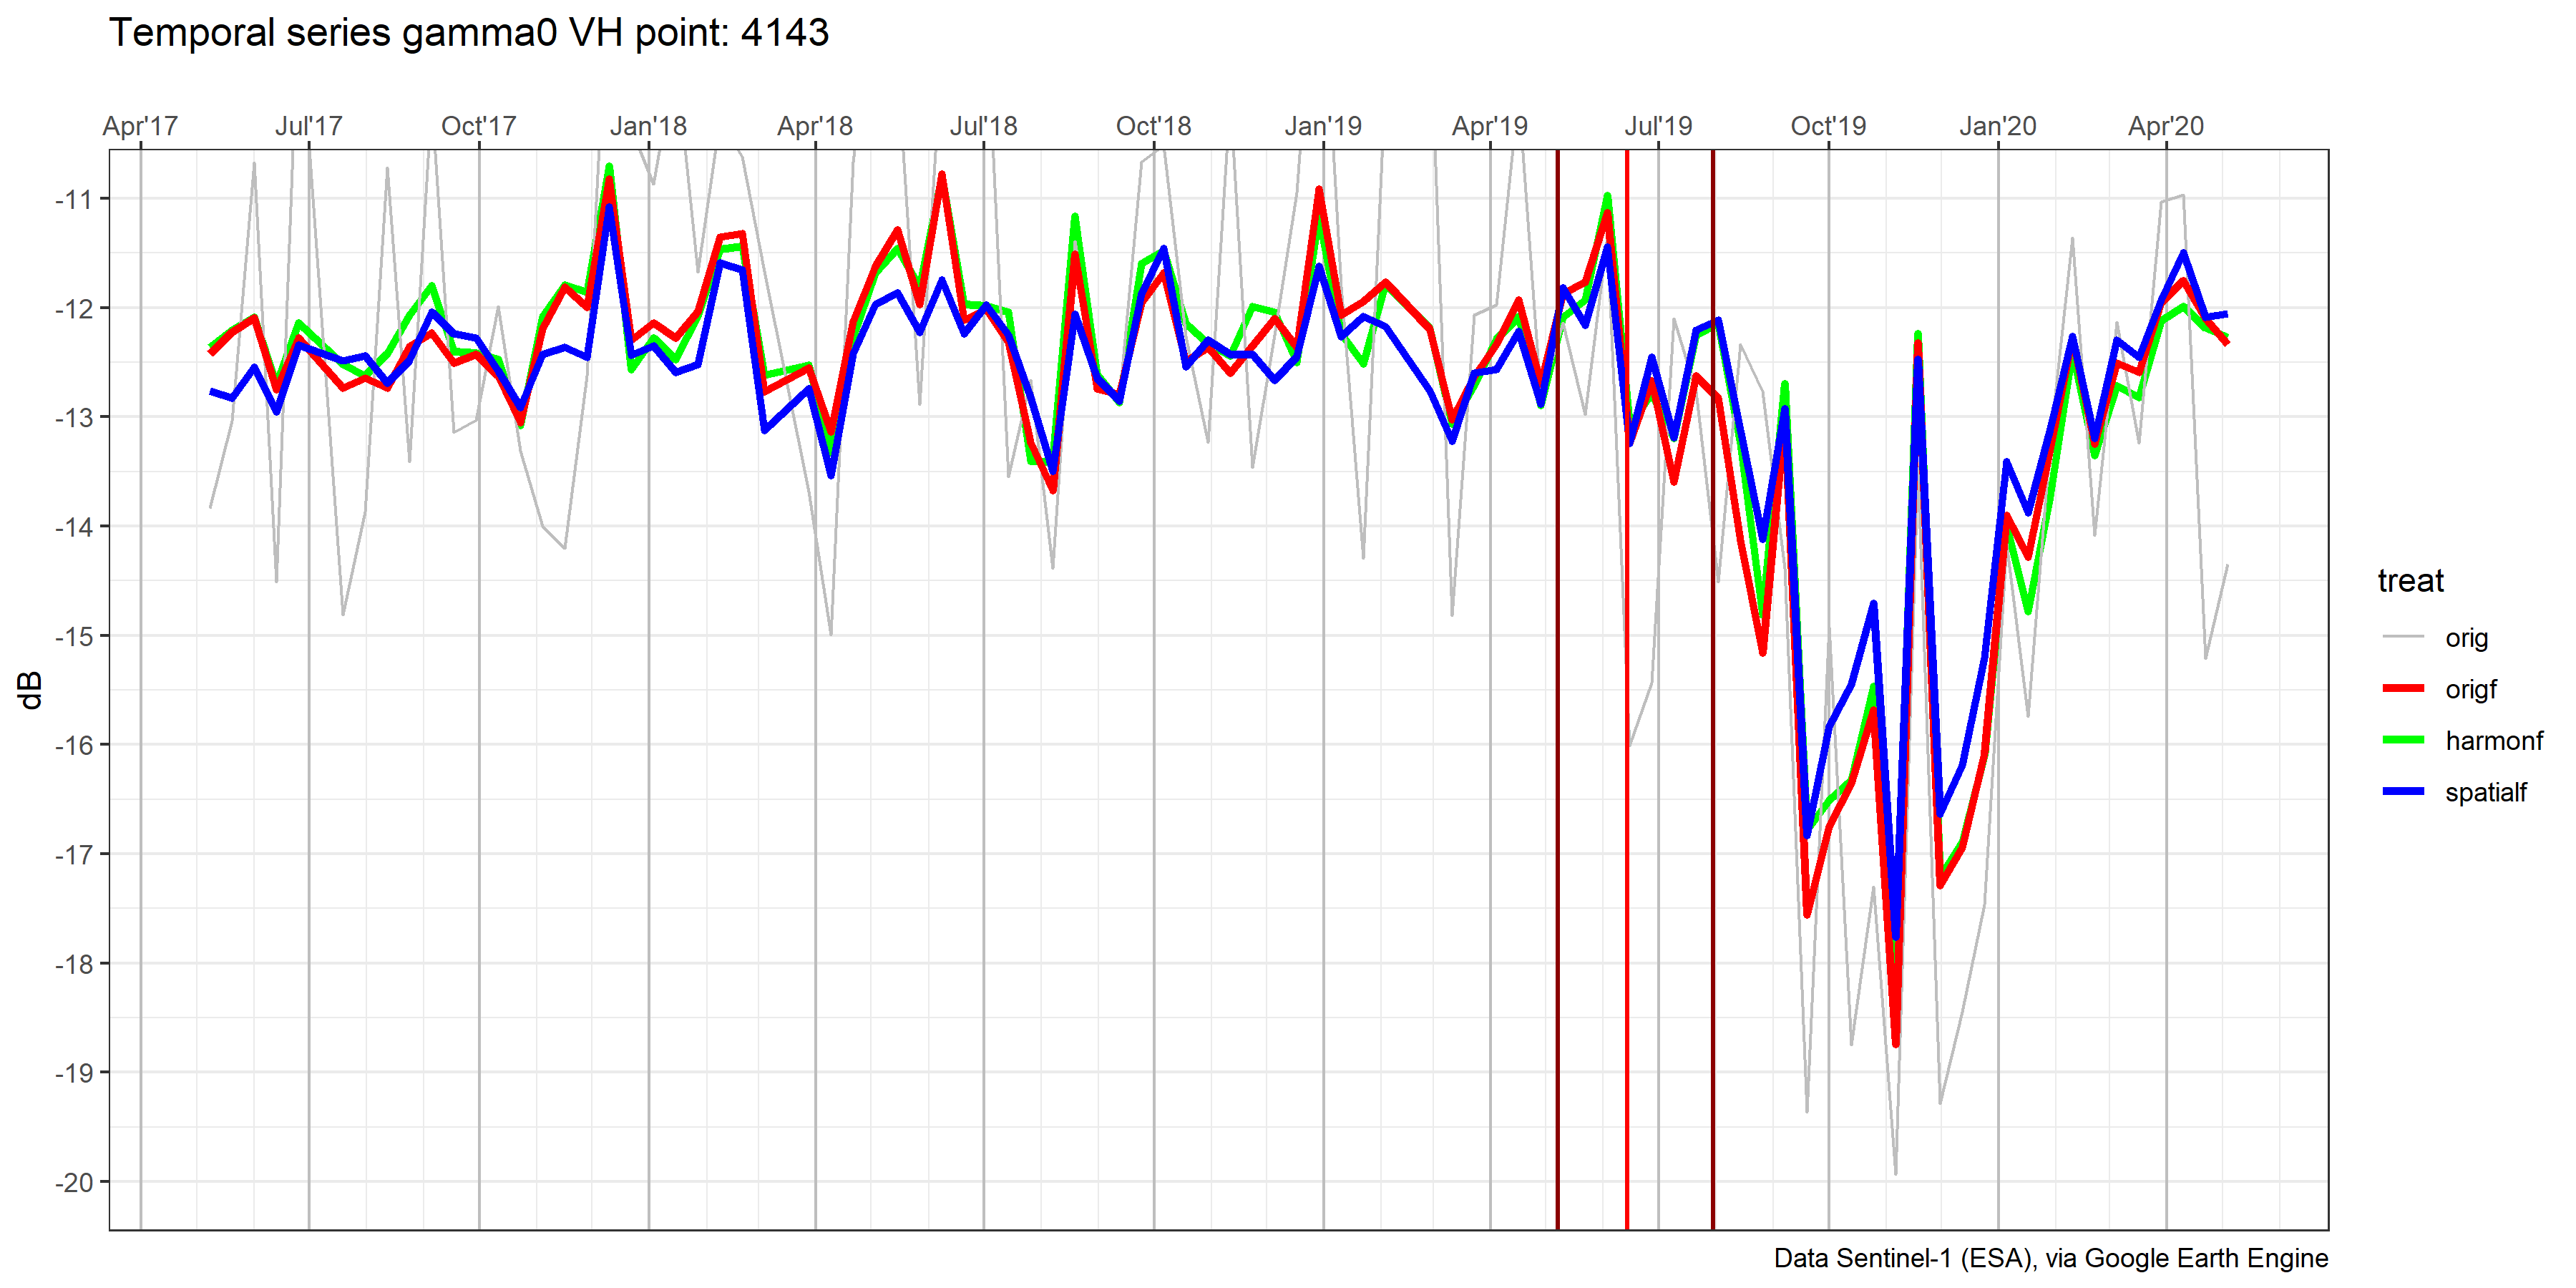 Temporal series gamma0 VH point: 4143
Apr'17 Jul'17 Oct'17 Jan'18 Apr'18 Jul'18 Oct'18 Jan'19 Apr'19 Jul'19 Oct'19 Jan'20 Apr'20
-11
-12
-13
-14
-15
-16
-17
-18
-19
-20
dB
treat
orig
origf
harmonf
spatialf
Data Sentinel-1 (ESA), via Google Earth Engine